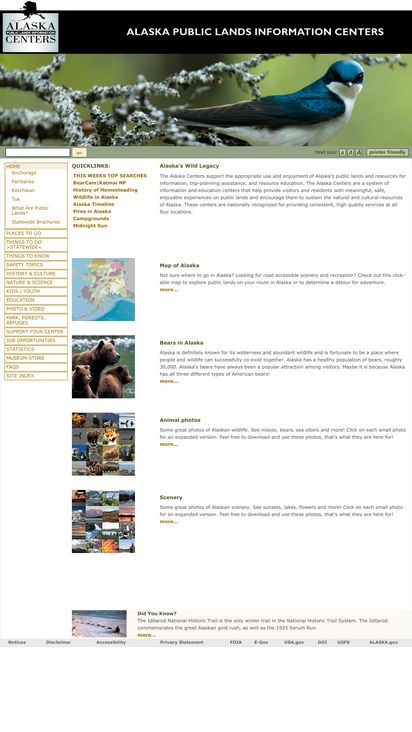 ALASKA
PUBLIC LANDS INFORMATION
CENTERS
ALASKA PUBLIC LANDS INFORMATION CENTERS
go
text size: A A A printer friendly
HOME
Anchorage
Fairbanks
Ketchikan
Tok
What Are Public
Lands?
Statewide Brochures
PLACES TO GO
THINGS TO DO
>STATEWIDE<
THINGS TO KNOW
SAFETY TOPICS
HISTORY & CULTURE
NATURE & SCIENCE
KIDS | YOUTH
EDUCATION
PHOTO & VIDEO
PARK, FORESTS,
REFUGES
SUPPORT YOUR CENTER
JOB OPPORTUNITIES
STATISTICS
MUSEUM STORE
FAQS
SITE INDEX
QUICKLINKS:
THIS WEEKS TOP SEARCHES
BearCam|Katmai NP
History of Homesteading
Wildlife in Alaska
Alaska Timeline
Fires in Alaska
Campgrounds
Midnight Sun
Alaska's Wild Legacy
The Alaska Centers support the appropriate use and enjoyment of Alaska's public lands and resources for
information, trip-planning assistance, and resource education. The Alaska Centers are a system of
information and education centers that help provide visitors and residents with meaningful, safe,
enjoyable experiences on public lands and encourage them to sustain the natural and cultural resources
of Alaska. These centers are nationally recognized for providing consistent, high quality services at all
four locations.
Map of Alaska
Not sure where to go in Alaska? Looking for road accessible scenery and recreation? Check out this click-
able map to explore public lands on your route in Alaska or to determine a detour for adventure.
more...
Bears in Alaska
Alaska is definitely known for its wilderness and abundant wildlife and is fortunate to be a place where
people and wildlife can successfully co-exist together. Alaska has a healthy population of bears, roughly
30,000. Alaska's bears have always been a popular attraction among visitors. Maybe it is because Alaska
has all three different types of American bears!
more...
Animal photos
Some great photos of Alaskan wildlife. See moose, bears, sea otters and more! Click on each small photo
for an expanded version. Feel free to download and use these photos, that's what they are here for!
more...
Scenery
Some great photos of Alaskan scenery. See sunsets, lakes, flowers and more! Click on each small photo
for an expanded version. Feel free to download and use these photos, that's what they are here for!
more...
Did You Know?
The Iditarod National Historic Trail is the only winter trail in the National Historic Trail System. The Iditarod
commemorates the great Alaskan gold rush, as well as the 1925 Serum Run.
more...
Notices Disclaimer Accessibility Privacy Statement FOIA E-Gov USA.gov DOI USFS ALASKA.gov